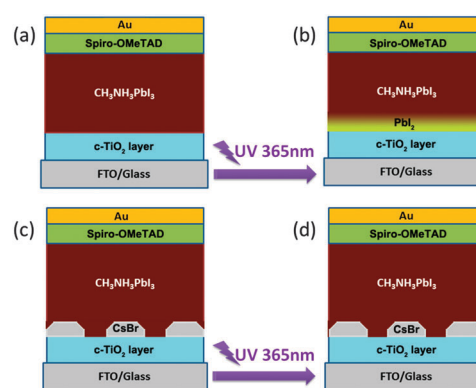 (a)
Au
Spiro-OMeTAD
CH₃NH₃PbI₃
c-TiO₂ layer
FTO/Glass
UV 365nm
(b)
Au
Spiro-OMeTAD
CH₃NH₃PbI₃
PbI₂
c-TiO₂ layer
FTO/Glass
(c)
Au
Spiro-OMeTAD
CH₃NH₃PbI₃
CsBr
c-TiO₂ layer
FTO/Glass
UV 365nm
(d)
Au
Spiro-OMeTAD
CH₃NH₃PbI₃
CsBr
c-TiO₂ layer
FTO/Glass